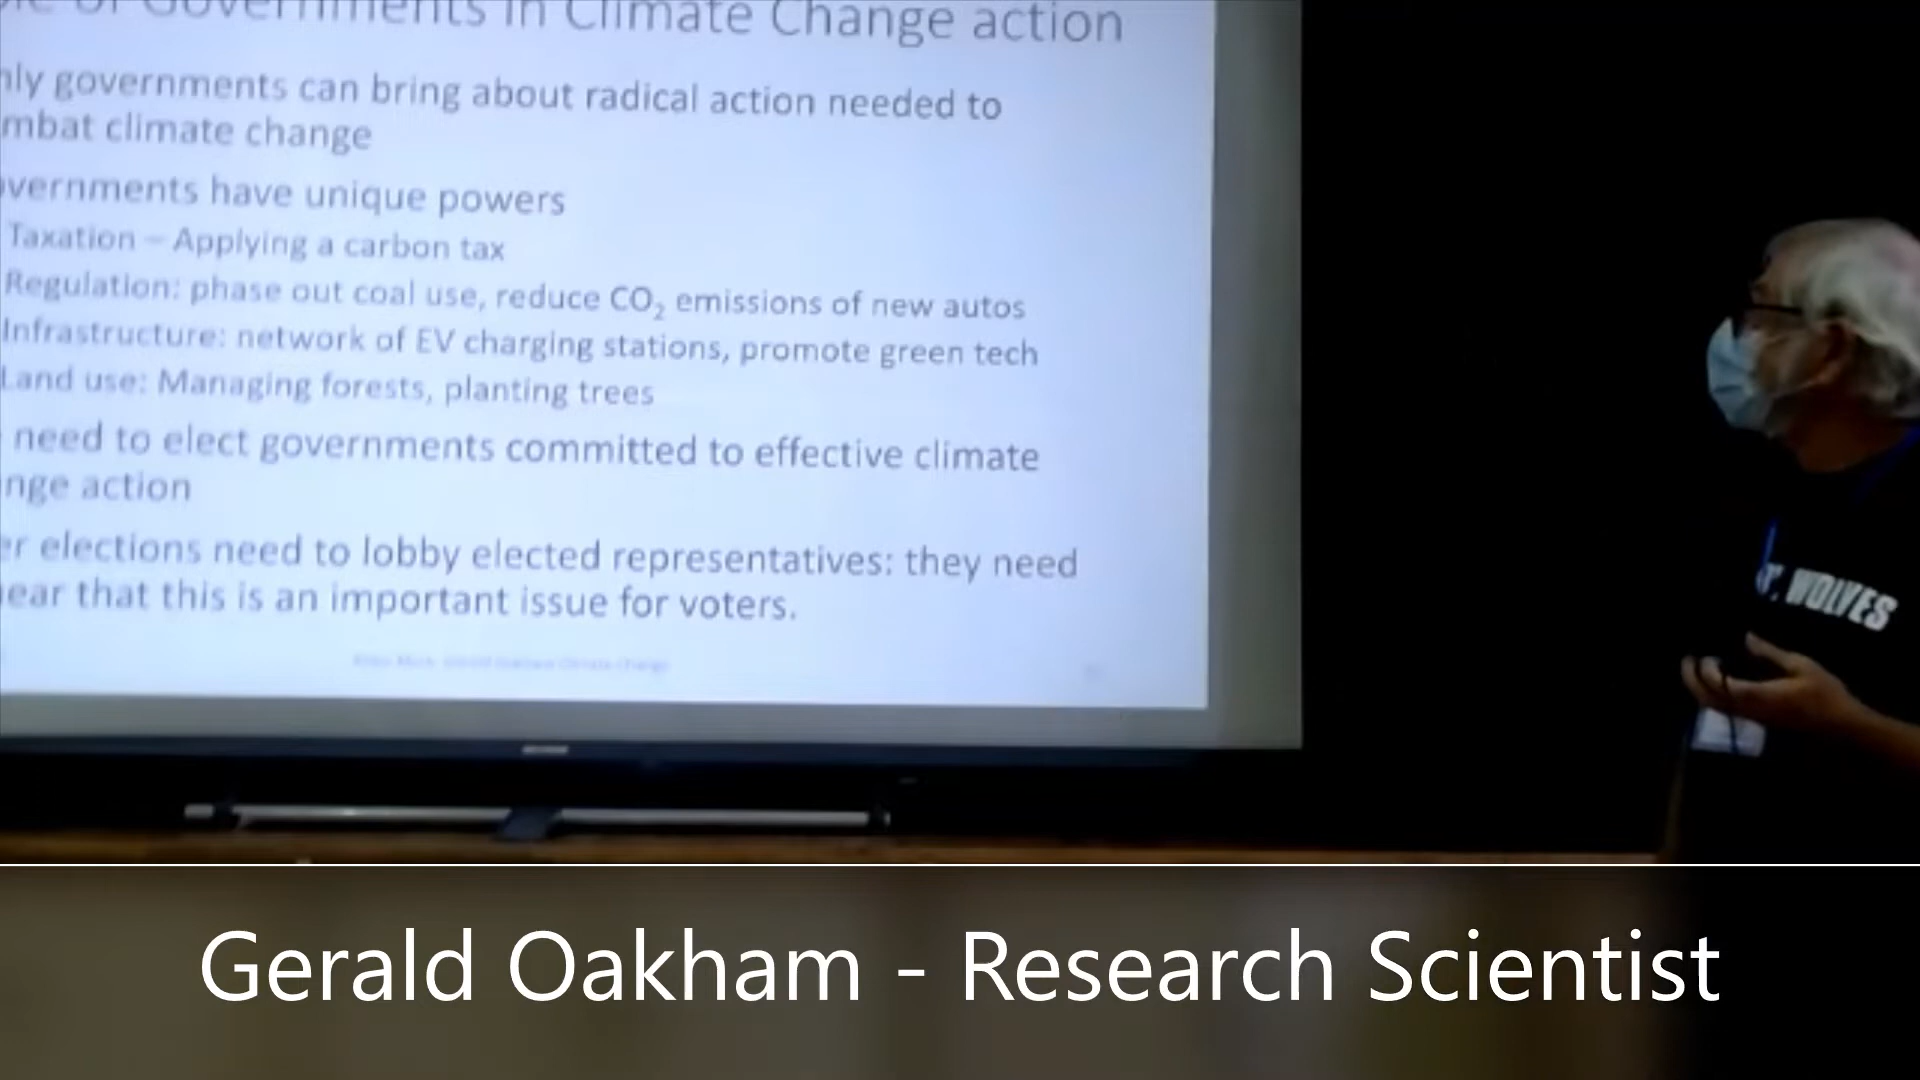 of Governments in Climate Change action
nly governments can bring about radical action needed to
mbat climate change
vernments have unique powers
Taxation – Applying a carbon tax
Regulation: phase out coal use, reduce CO₂ emissions of new autos
Infrastructure: network of EV charging stations, promote green tech
Land use: Managing forests, planting trees
need to elect governments committed to effective climate
nge action
er elections need to lobby elected representatives: they need
ear that this is an important issue for voters.
T. WOLVES
Gerald Oakham - Research Scientist